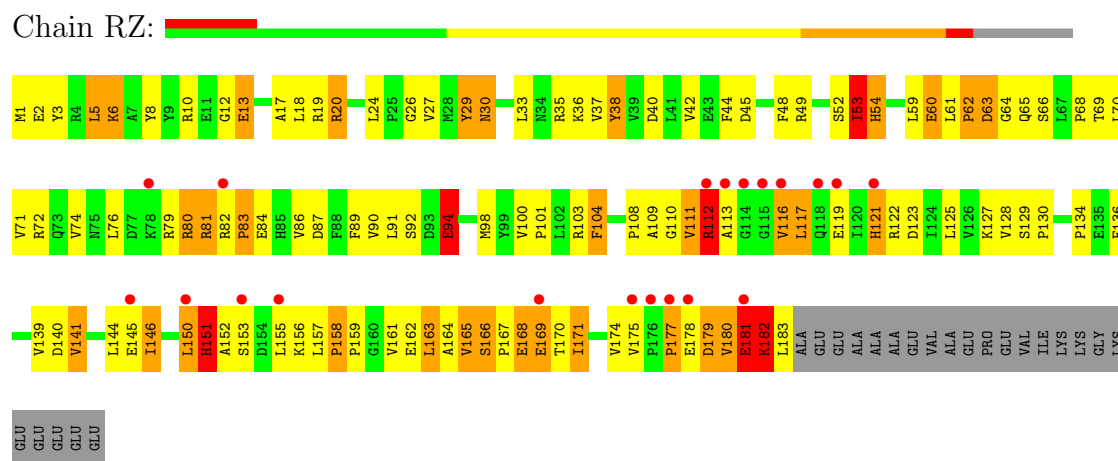 Chain RZ:
M1 E2 Y3 R4 L5 K6 A7 Y8 Y9 R10 E11 G12 E13 A17 L18 R19 R20 L24 P25 G26 V27 M28 Y29 N30 L33 N34 R35 K36 V37 Y38 V39 D40 L41 V42 E43 F44 D45 F48 R49 S52 I53 H54 L59 E60 L61 P62 D63 G64 Q65 S66 L67 P68 T69 L70
V71 R72 Q73 V74 N75 L76 D77 K78 R79 R80 R81 R82 P83 E84 H85 V86 D87 F88 F89 V90 L91 S92 D93 E94 M98 Y99 V100 P101 L102 R103 F104 P108 A109 G110 V111 R112 A113 G114 G115 V116 L117 Q118 E119 I120 H121 R122 D123 I124 L125 V126 K127 V128 S129 P130 P134 E135 F136
V139 D140 V141 L144 E145 I146 L150 H151 A152 S153 D154 L155 K156 L157 P158 P159 G160 V161 E162 L163 A164 V165 S166 P167 E168 E169 T170 I171 V174 V175 P176 P177 E178 D179 V180 E181 K182 L183 ALA GLU GLU ALA ALA ALA GLU VAL ALA GLU PRO GLU VAL ILE LYS LYS GLY LYS
GLU GLU GLU GLU GLU